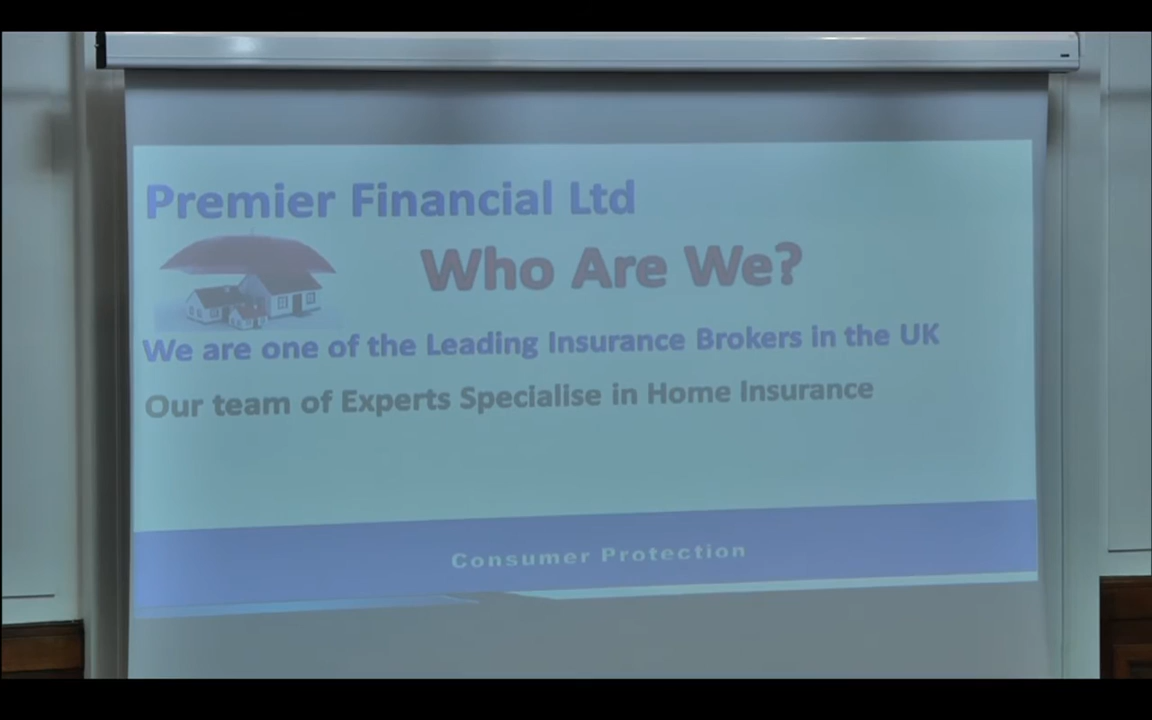 Premier Financial Ltd
Who Are We?
We are one of the Leading Insurance Brokers in the UK
Our team of Experts Specialise in Home Insurance
Consumer Protection